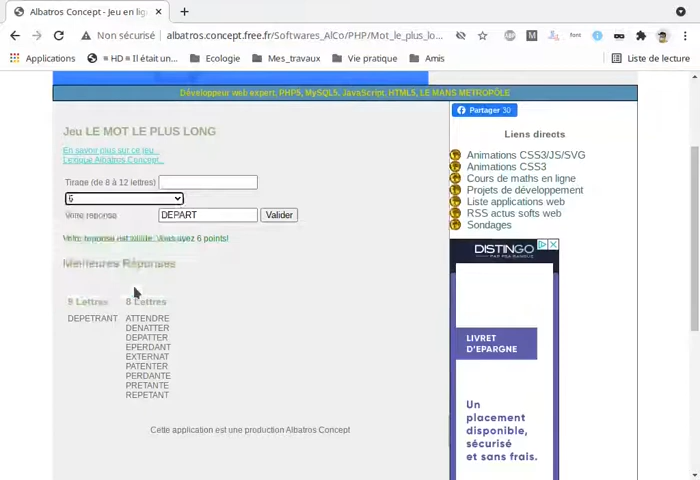 Albatros Concept - Jeu en lig
Non sécurisé
albatros.concept.free.fr/Softwares_AlCo/PHP/Mot_le_plus_lo...
Applications
= HD = Il était un...
Ecologie
Mes_travaux
Vie pratique
Amis
Liste de lecture
Développeur web expert, PHP5, MySQL5, JavaScript, HTML5, LE MANS METROPÔLE
Partager 30
Jeu LE MOT LE PLUS LONG
En savoir plus sur ce jeu...
Lexique Albatros Concept...
Tirage (de 8 à 12 lettres)
6
Votre reponse
DEPART
Valider
Votre reponse est valide. Vous avez 6 points!
Meilleures Réponses
9 Lettres
8 Lettres
DEPETRANT
ATTENDRE
DENATTER
DEPATTER
EPERDANT
EXTERNAT
PATENTER
PERDANTE
PRETANTE
REPETANT
Cette application est une production Albatros Concept
Liens directs
Animations CSS3/JS/SVG
Animations CSS3
Cours de maths en ligne
Projets de développement
Liste applications web
RSS actus softs web
Sondages
DISTINGO
LIVRET
D'EPARGNE
Un
placement
disponible,
sécurisé
et sans frais.